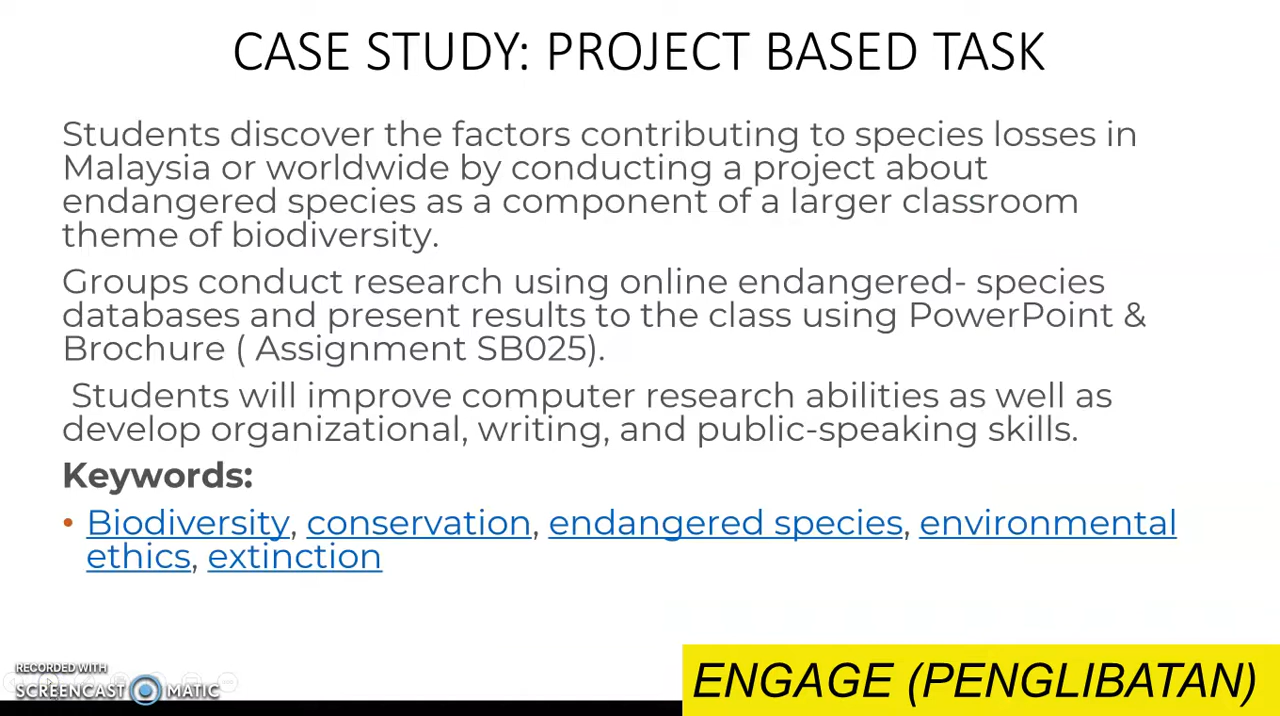 CASE STUDY: PROJECT BASED TASK
Students discover the factors contributing to species losses in
Malaysia or worldwide by conducting a project about
endangered species as a component of a larger classroom
theme of biodiversity.
Groups conduct research using online endangered- species
databases and present results to the class using PowerPoint &
Brochure ( Assignment SB025).
Students will improve computer research abilities as well as
develop organizational, writing, and public-speaking skills.
Keywords:
• Biodiversity, conservation, endangered species, environmental
ethics, extinction
RECORDED WITH
SCREENCAST MATIC
ENGAGE (PENGLIBATAN)